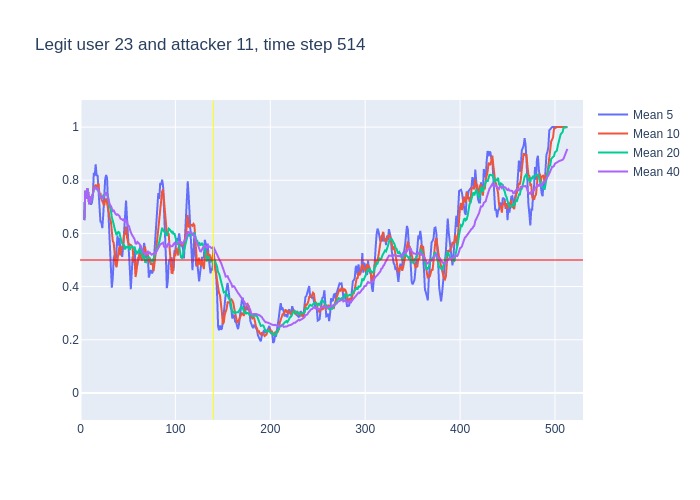 Legit user 23 and attacker 11, time step 514
Mean 5
Mean 10
Mean 20
Mean 40
1
0.8
0.6
0.4
0.2
0
0 100 200 300 400 500